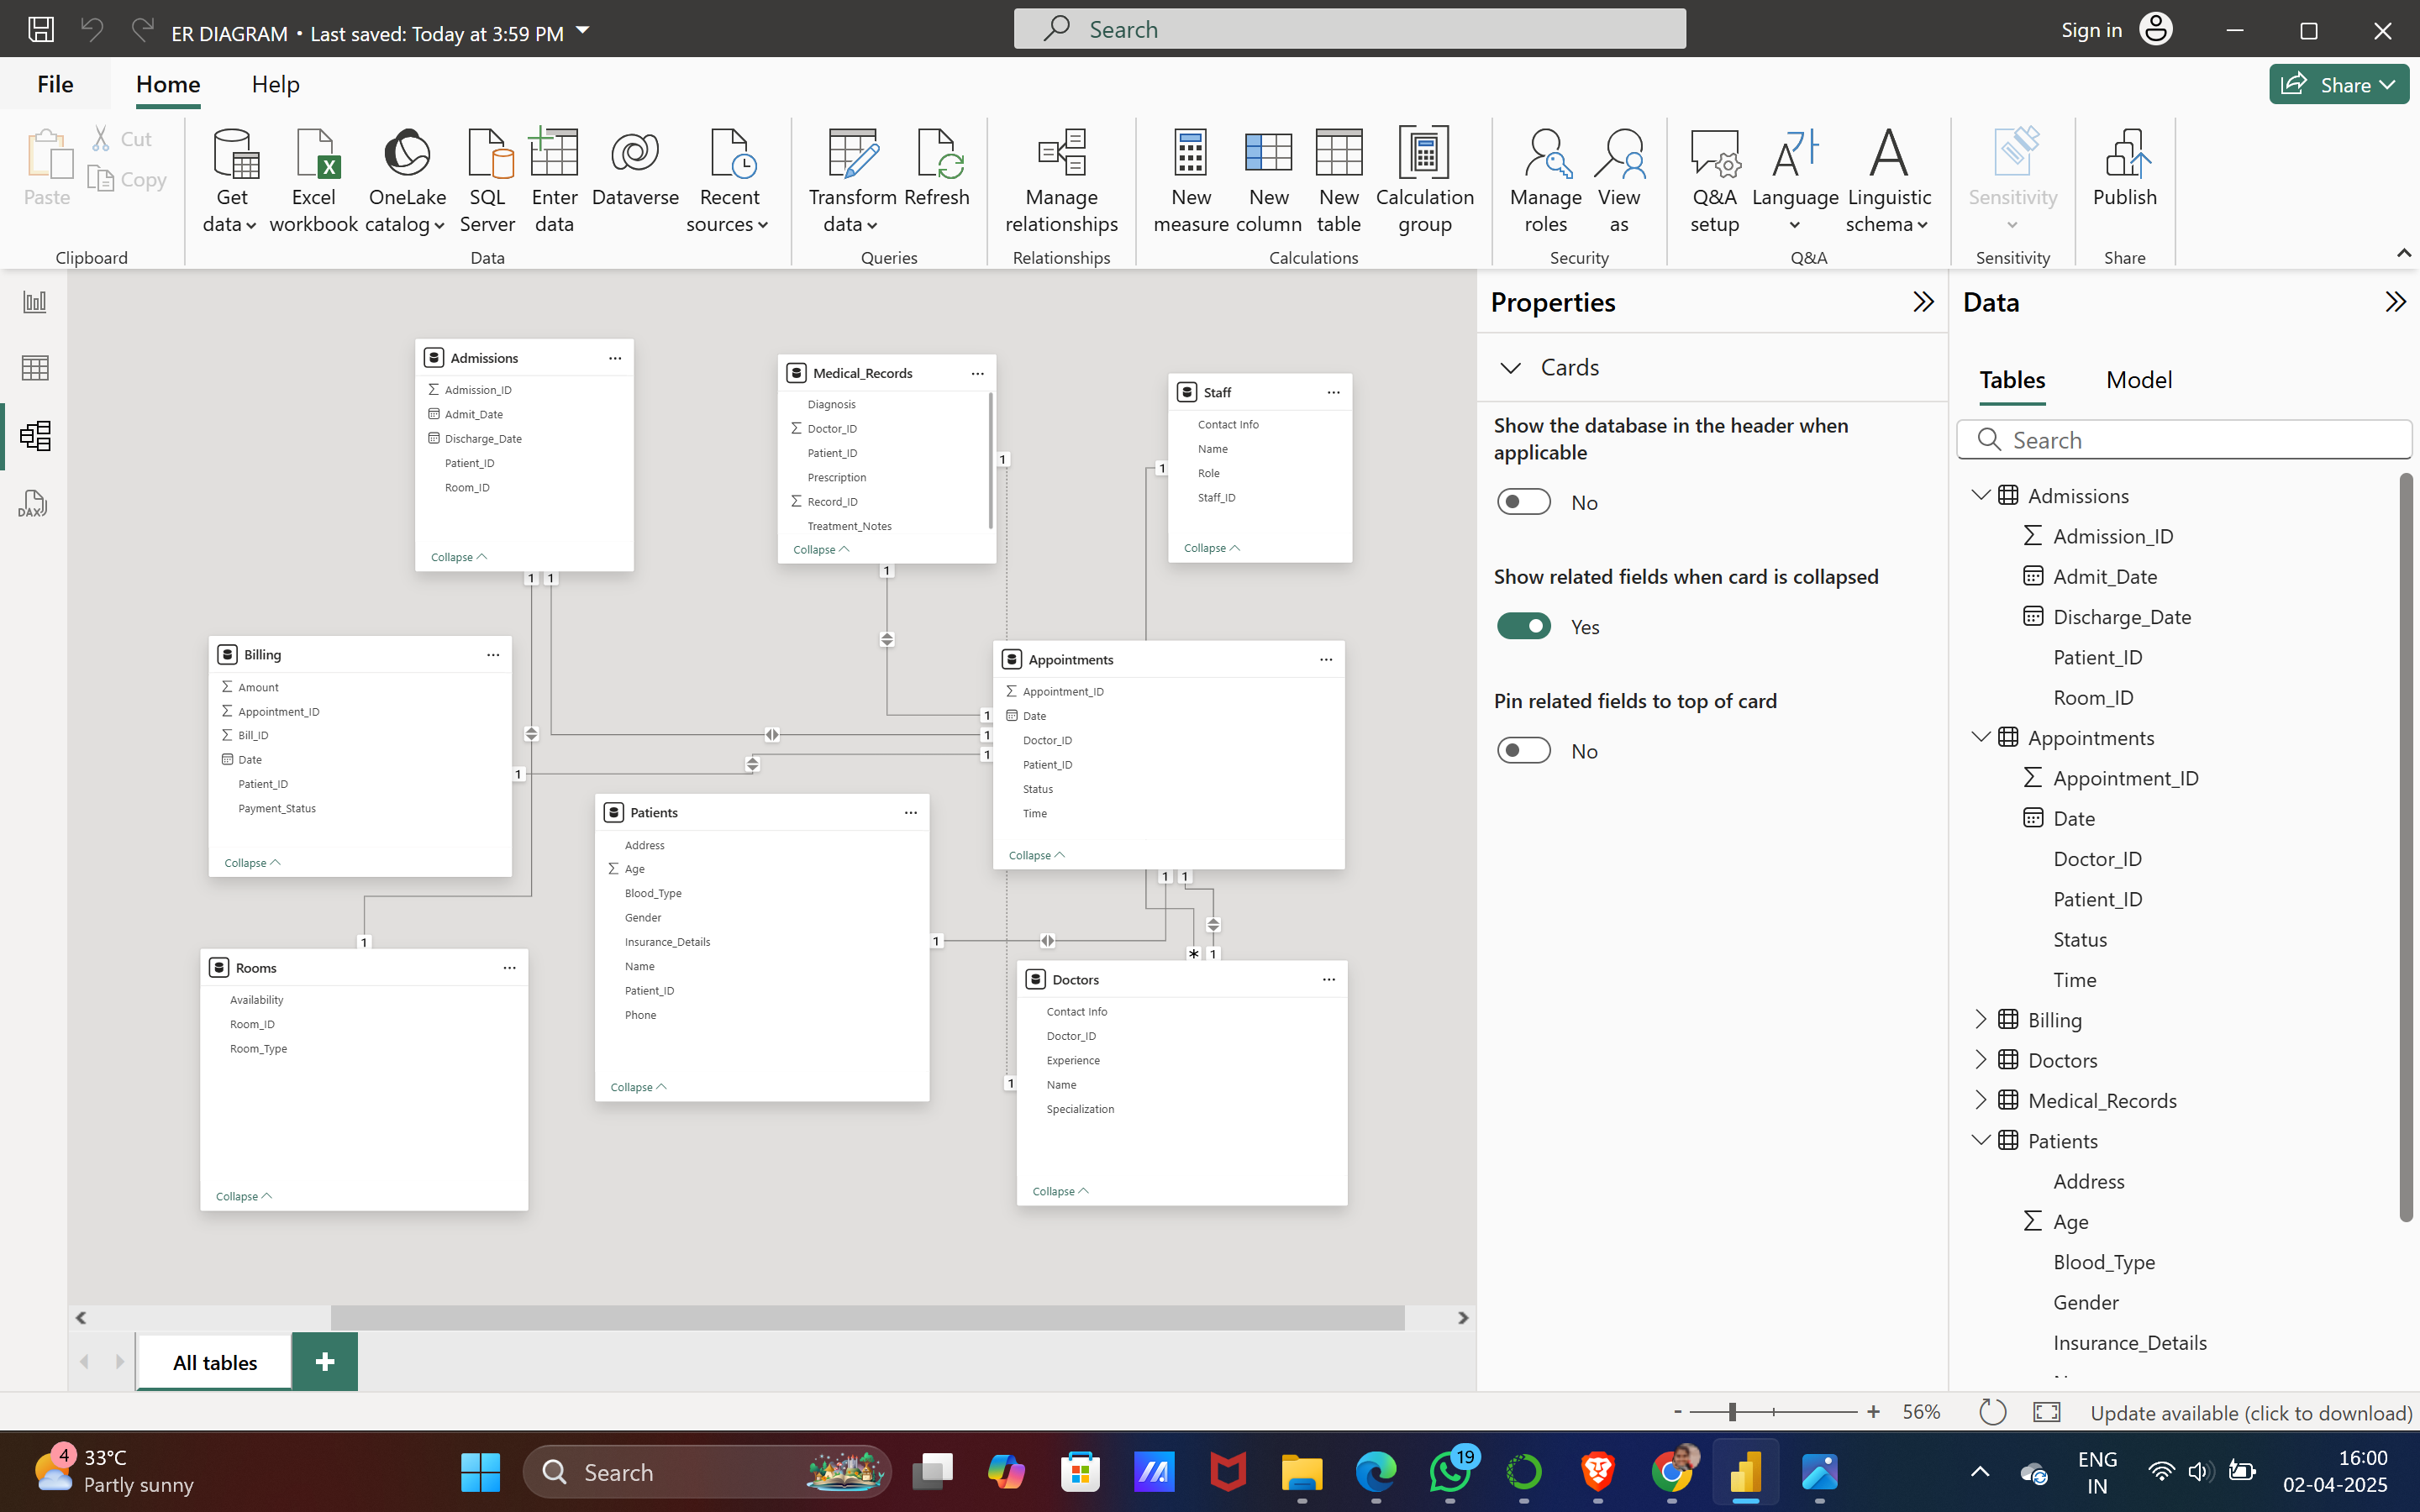 ER DIAGRAM • Last saved: Today at 3:59 PM
Search
Sign in
File
Home
Help
Share
Paste
Cut
Copy
Clipboard
Get data
Excel workbook
OneLake catalog
SQL Server
Enter data
Dataverse
Recent sources
Data
Transform data
Refresh
Queries
Manage relationships
Relationships
New measure
New column
New table
Calculation group
Calculations
Manage roles
View as
Security
Q&A setup
Language
Linguistic schema
Q&A
Sensitivity
Sensitivity
Publish
Share
DAX
Admissions
Admission_ID
Admit_Date
Discharge_Date
Patient_ID
Room_ID
Collapse
1 1
Medical_Records
Diagnosis
Doctor_ID
Patient_ID
Prescription
Record_ID
Treatment_Notes
Collapse
1
1
Staff
Contact Info
Name
Role
Staff_ID
Collapse
1
Billing
Amount
Appointment_ID
Bill_ID
Date
Patient_ID
Payment_Status
Collapse
1
Appointments
Appointment_ID
Date
Doctor_ID
Patient_ID
Status
Time
Collapse
1
1
1
1 1
Patients
Address
Age
Blood_Type
Gender
Insurance_Details
Name
Patient_ID
Phone
Collapse
1
Rooms
Availability
Room_ID
Room_Type
Collapse
1
Doctors
Contact Info
Doctor_ID
Experience
Name
Specialization
Collapse
* 1
1
All tables
Properties
Cards
Show the database in the header when
applicable
No
Show related fields when card is collapsed
Yes
Pin related fields to top of card
No
Data
Tables
Model
Search
Admissions
Admission_ID
Admit_Date
Discharge_Date
Patient_ID
Room_ID
Appointments
Appointment_ID
Date
Doctor_ID
Patient_ID
Status
Time
Billing
Doctors
Medical_Records
Patients
Address
Age
Blood_Type
Gender
Insurance_Details
- + 56%
Update available (click to download)
4
33°C
Partly sunny
Search
19
ENG
IN
16:00
02-04-2025